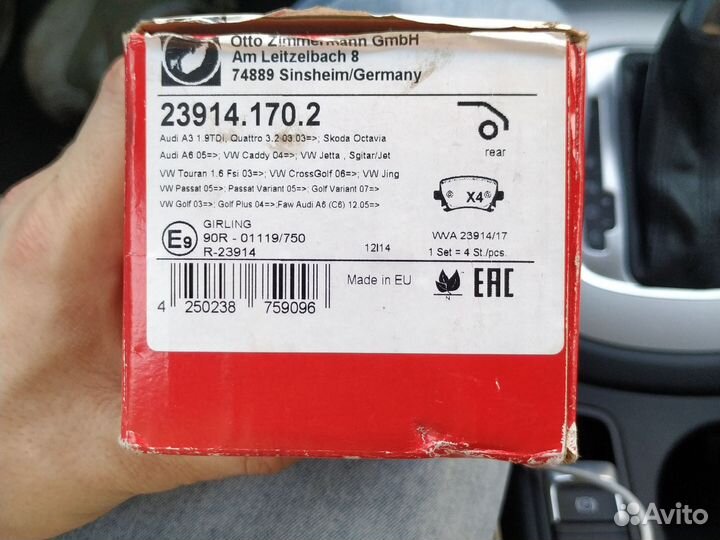 Otto Zimmermann GmbH
Am Leitzelbach 8
74889 Sinsheim/Germany
23914.170.2
Audi A3 1.9TDI, Quattro 3.2 03.03=>; Skoda Octavia
Audi A6 05=>; VW Caddy 04=>; VW Jetta , Sgitar/Jet
VW Touran 1.6 Fsi 03=>; VW CrossGolf 06=>; VW Jing
VW Passat 05=>; Passat Variant 05=>; Golf Variant 07=>
VW Golf 03=>; Golf Plus 04=>;Faw Audi A6 (C6) 12.05=>
rear
X4
GIRLING
E9 90R - 01119/750
R-23914
12I14
WVA 23914/17
1 Set = 4 St./pcs.
Made in EU
EAC
4 250238 759096
Avito